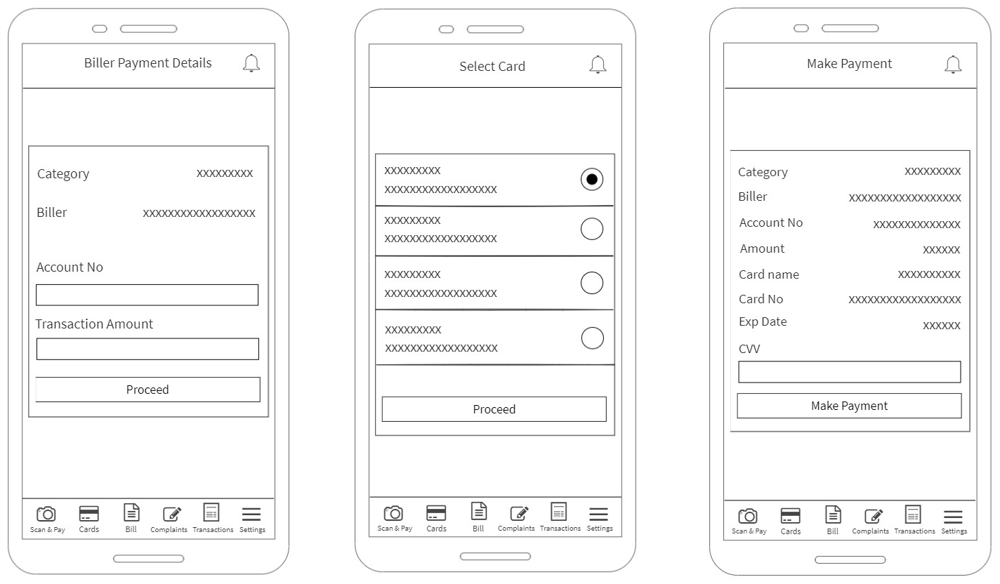 Biller Payment Details
Category xxxxxxxxx
Biller xxxxxxxxxxxxxxxxxx
Account No
Transaction Amount
Proceed
Scan & Pay Cards Bill Complaints Transactions Settings
Select Card
xxxxxxxxx
xxxxxxxxxxxxxxxxxx
xxxxxxxxx
xxxxxxxxxxxxxxxxxx
xxxxxxxxx
xxxxxxxxxxxxxxxxxx
xxxxxxxxx
xxxxxxxxxxxxxxxxxx
Proceed
Scan & Pay Cards Bill Complaints Transactions Settings
Make Payment
Category xxxxxxxxx
Biller xxxxxxxxxxxxxxxxxx
Account No xxxxxxxxxxxxxx
Amount xxxxxx
Card name xxxxxxxxxx
Card No xxxxxxxxxxxxxxxxxx
Exp Date xxxxxx
CVV
Make Payment
Scan & Pay Cards Bill Complaints Transactions Settings